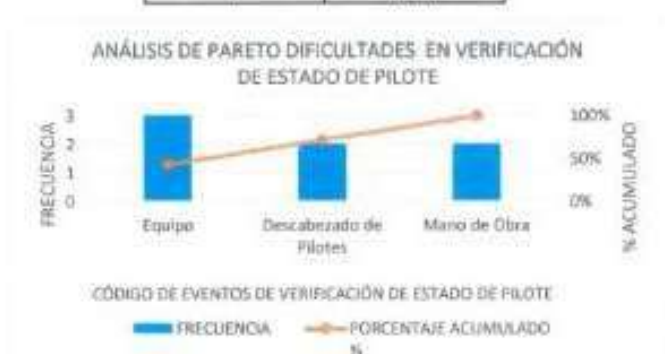 ANÁLISIS DE PARETO DIFICULTADES EN VERIFICACIÓN
DE ESTADO DE PILOTE
FRECUENCIA
3
2
1
0
100%
50%
0%
% ACUMULADO
Equipo
Descabezado de
Pilotes
Mano de Obra
CÓDIGO DE EVENTOS DE VERIFICACIÓN DE ESTADO DE PILOTE
FRECUENCIA
PORCENTAJE ACUMULADO
%